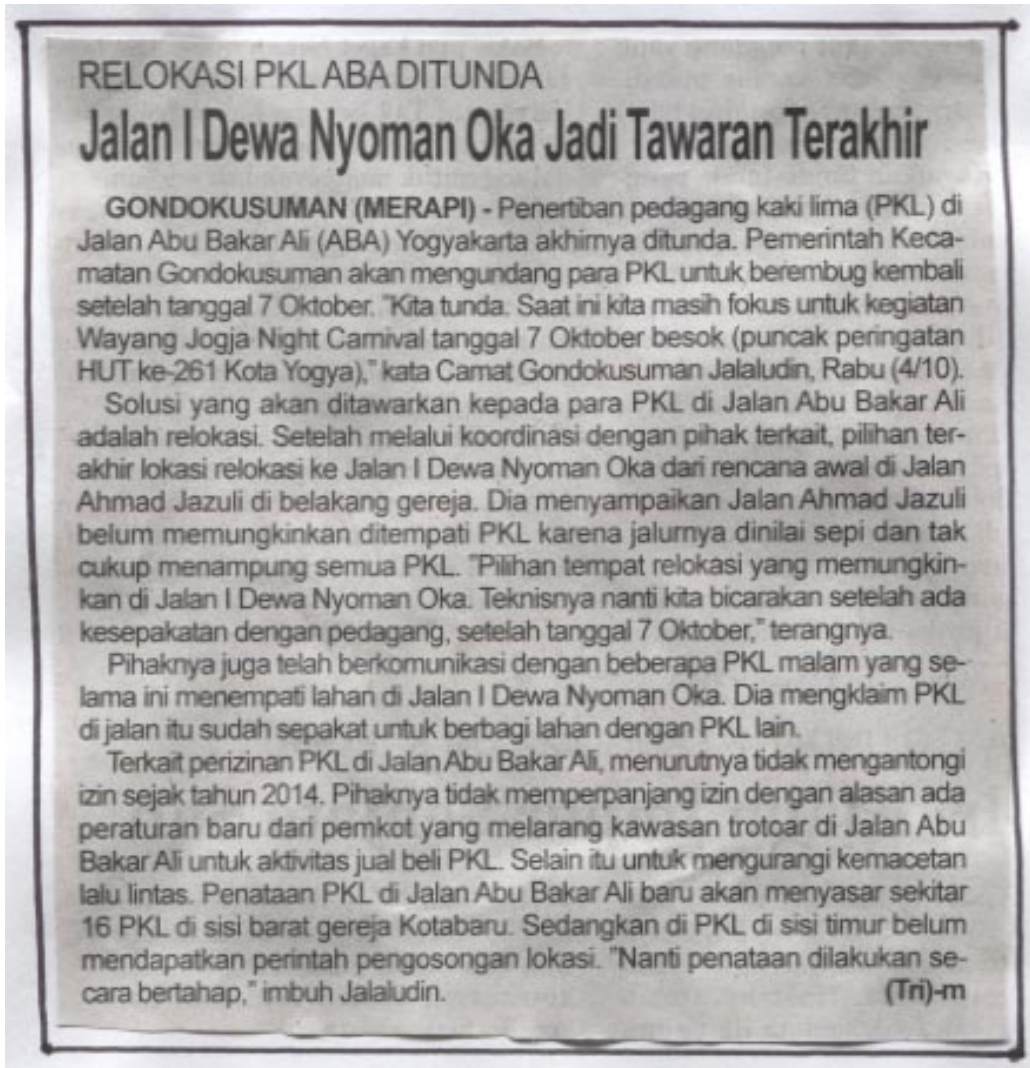 RELOKASI PKL ABA DITUNDA
Jalan I Dewa Nyoman Oka Jadi Tawaran Terakhir
GONDOKUSUMAN (MERAPI) - Penertiban pedagang kaki lima (PKL) di
Jalan Abu Bakar Ali (ABA) Yogyakarta akhirnya ditunda. Pemerintah Keca-
matan Gondokusuman akan mengundang para PKL untuk berembug kembali
setelah tanggal 7 Oktober. "Kita tunda. Saat ini kita masih fokus untuk kegiatan
Wayang Jogja Night Carnival tanggal 7 Oktober besok (puncak peringatan
HUT ke-261 Kota Yogya)," kata Camat Gondokusuman Jalaludin, Rabu (4/10).
Solusi yang akan ditawarkan kepada para PKL di Jalan Abu Bakar Ali
adalah relokasi. Setelah melalui koordinasi dengan pihak terkait, pilihan ter-
akhir lokasi relokasi ke Jalan I Dewa Nyoman Oka dari rencana awal di Jalan
Ahmad Jazuli di belakang gereja. Dia menyampaikan Jalan Ahmad Jazuli
belum memungkinkan ditempati PKL karena jalurnya dinilai sepi dan tak
cukup menampung semua PKL. "Pilihan tempat relokasi yang memungkin-
kan di Jalan I Dewa Nyoman Oka. Teknisnya nanti kita bicarakan setelah ada
kesepakatan dengan pedagang, setelah tanggal 7 Oktober," terangnya.
Pihaknya juga telah berkomunikasi dengan beberapa PKL malam yang se-
lama ini menempati lahan di Jalan I Dewa Nyoman Oka. Dia mengklaim PKL
di jalan itu sudah sepakat untuk berbagi lahan dengan PKL lain.
Terkait perizinan PKL di Jalan Abu Bakar Ali, menurutnya tidak mengantongi
izin sejak tahun 2014. Pihaknya tidak memperpanjang izin dengan alasan ada
peraturan baru dari pemkot yang melarang kawasan trotoar di Jalan Abu
Bakar Ali untuk aktivitas jual beli PKL. Selain itu untuk mengurangi kemacetan
lalu lintas. Penataan PKL di Jalan Abu Bakar Ali baru akan menyasar sekitar
16 PKL di sisi barat gereja Kotabaru. Sedangkan di PKL di sisi timur belum
mendapatkan perintah pengosongan lokasi. "Nanti penataan dilakukan se-
cara bertahap," imbuh Jalaludin. (Tri)-m